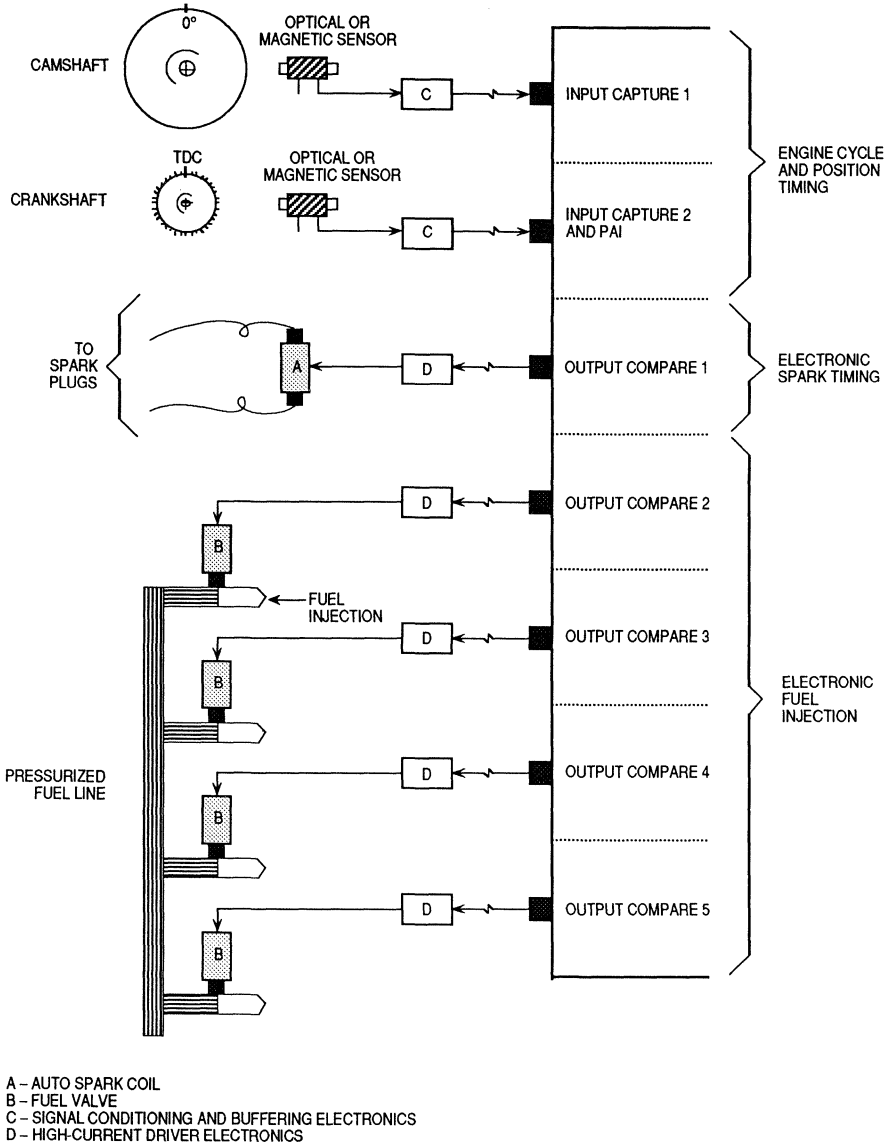 0°
OPTICAL OR
MAGNETIC SENSOR
CAMSHAFT
C
INPUT CAPTURE 1
ENGINE CYCLE
AND POSITION
TIMING
TDC
OPTICAL OR
MAGNETIC SENSOR
CRANKSHAFT
C
INPUT CAPTURE 2
AND PAI
TO
SPARK
PLUGS
A
D
OUTPUT COMPARE 1
ELECTRONIC
SPARK TIMING
D
OUTPUT COMPARE 2
B
FUEL
INJECTION
D
OUTPUT COMPARE 3
B
ELECTRONIC
FUEL
INJECTION
PRESSURIZED
FUEL LINE
D
OUTPUT COMPARE 4
B
D
OUTPUT COMPARE 5
B
A – AUTO SPARK COIL
B – FUEL VALVE
C – SIGNAL CONDITIONING AND BUFFERING ELECTRONICS
D – HIGH-CURRENT DRIVER ELECTRONICS